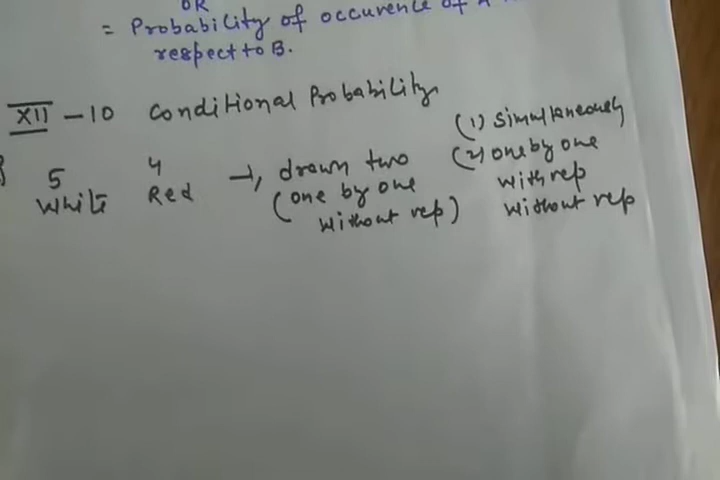 OR
= Probability of occurence of
respect to B.
XII - 10 Conditional Probability
5 4
White Red → drawn two
(one by one
without rep)
(1) simultaneously
(2) one by one
with rep
without rep